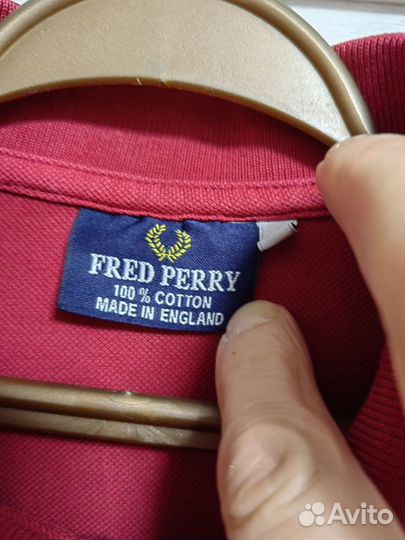 FRED PERRY
100% COTTON
MADE IN ENGLAND
Avito